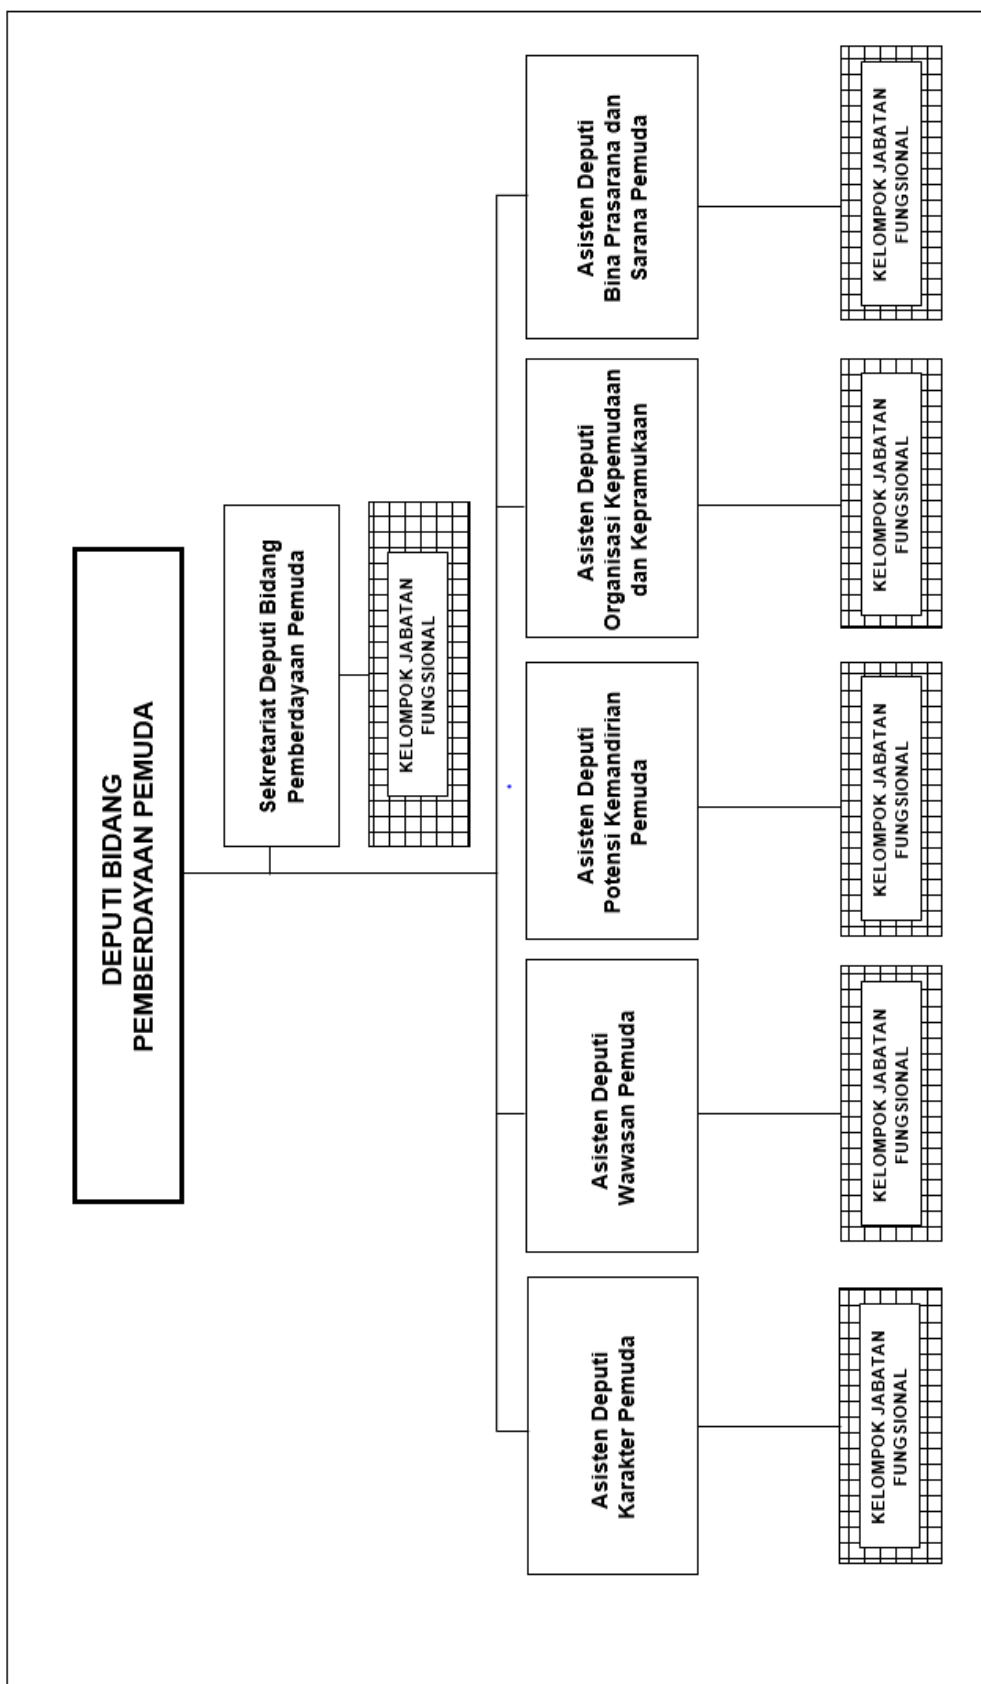 DEPUTI BIDANG
PEMBERDAYAAN PEMUDA
Sekretariat Deputi Bidang
Pemberdayaan Pemuda
KELOMPOK JABATAN
FUNGSIONAL
Asisten Deputi
Karakter Pemuda
Asisten Deputi
Wawasan Pemuda
Asisten Deputi
Potensi Kemandirian
Pemuda
Asisten Deputi
Organisasi Kepemudaan
dan Kepramukaan
Asisten Deputi
Bina Prasarana dan
Sarana Pemuda
KELOMPOK JABATAN
FUNGSIONAL
KELOMPOK JABATAN
FUNGSIONAL
KELOMPOK JABATAN
FUNGSIONAL
KELOMPOK JABATAN
FUNGSIONAL
KELOMPOK JABATAN
FUNGSIONAL